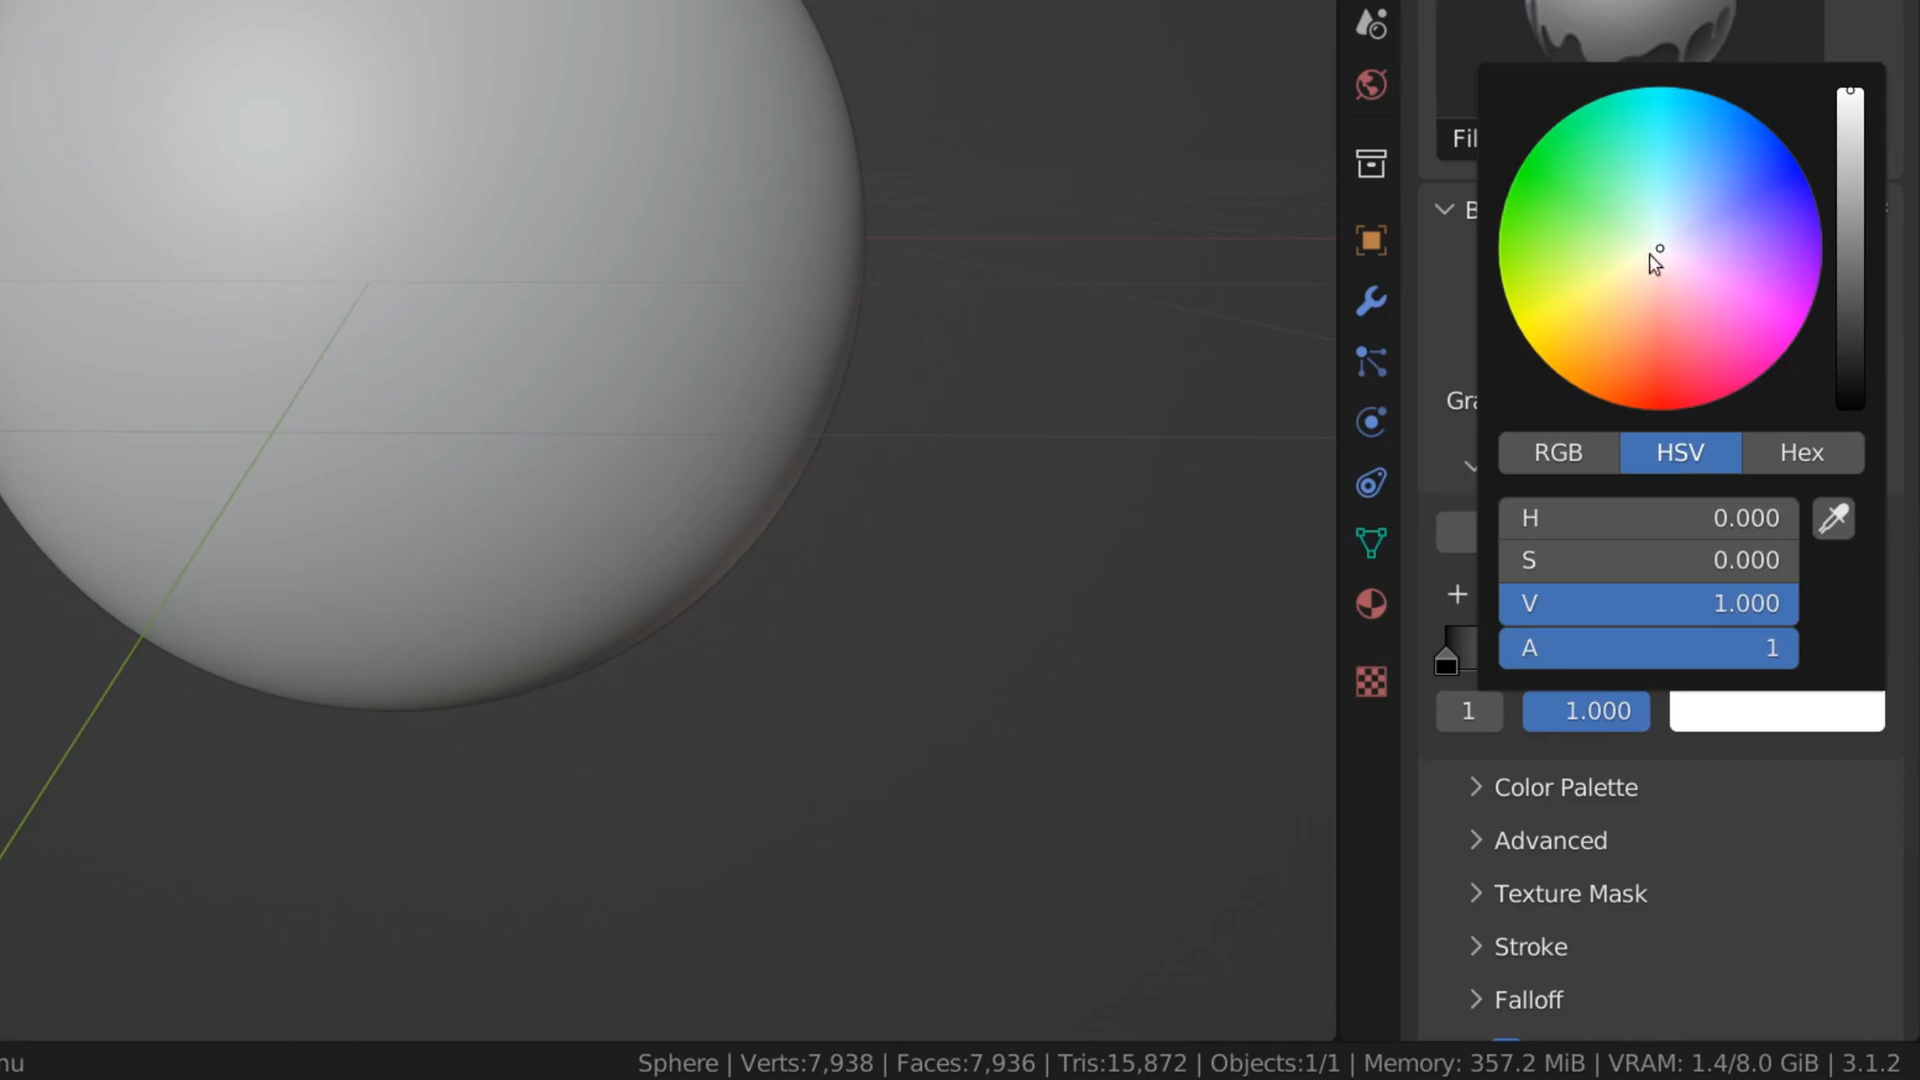 Fil
B
Gra
RGB HSV Hex
H 0.000
S 0.000
V 1.000
A 1
1 1.000
Color Palette
Advanced
Texture Mask
Stroke
Falloff
nu
Sphere | Verts:7,938 | Faces:7,936 | Tris:15,872 | Objects:1/1 | Memory: 357.2 MiB | VRAM: 1.4/8.0 GiB | 3.1.2